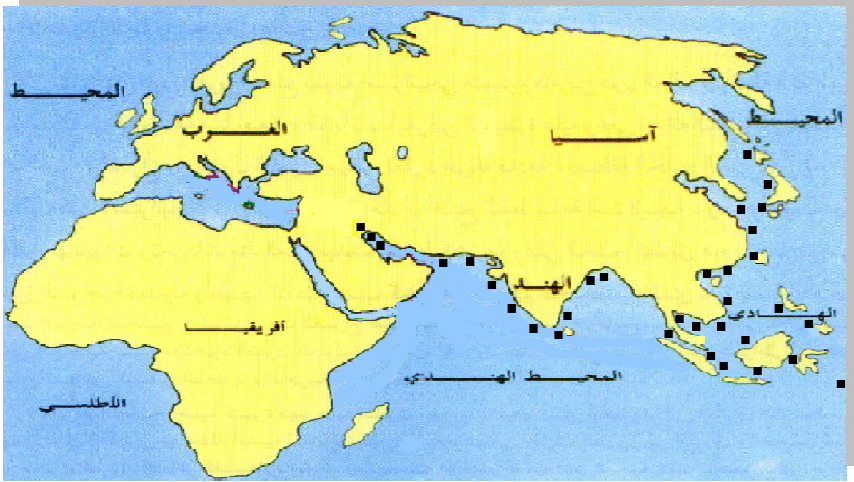 المحيط
الغرب
آسيا
المحيط
الهند
الهادي
أفريقيا
المحيط الهندي
الأطلسي